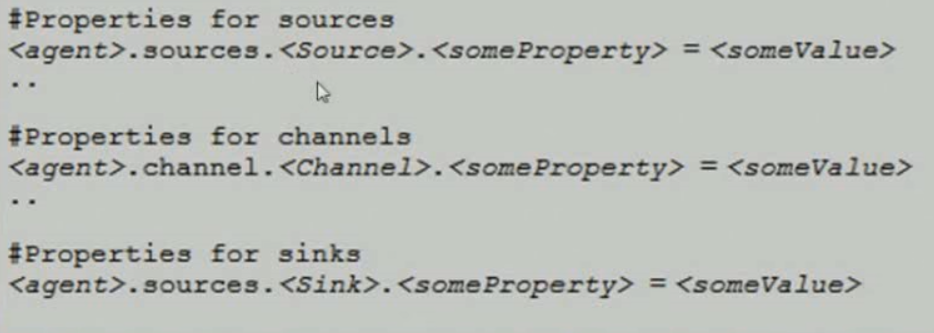 #Properties for sources
<agent>.sources.<Source>.<someProperty> = <someValue>
..
#Properties for channels
<agent>.channel.<Channel>.<someProperty> = <someValue>
..
#Properties for sinks
<agent>.sources.<Sink>.<someProperty> = <someValue>